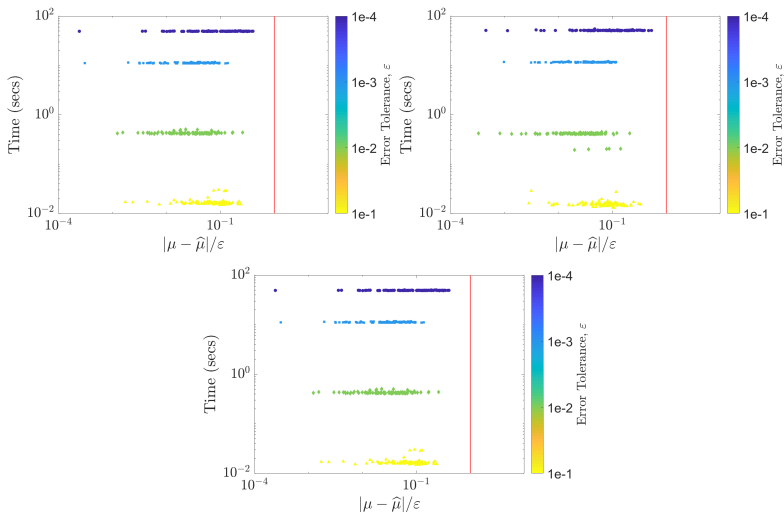 10^2
10^0
10^{-2}
Time (secs)
10^{-4}
10^{-1}
|μ − μ̂|/ε
1e-4
1e-3
1e-2
1e-1
Error Tolerance, ε
10^2
10^0
10^{-2}
Time (secs)
10^{-4}
10^{-1}
|μ − μ̂|/ε
1e-4
1e-3
1e-2
1e-1
Error Tolerance, ε
10^2
10^0
10^{-2}
Time (secs)
10^{-4}
10^{-1}
|μ − μ̂|/ε
1e-4
1e-3
1e-2
1e-1
Error Tolerance, ε